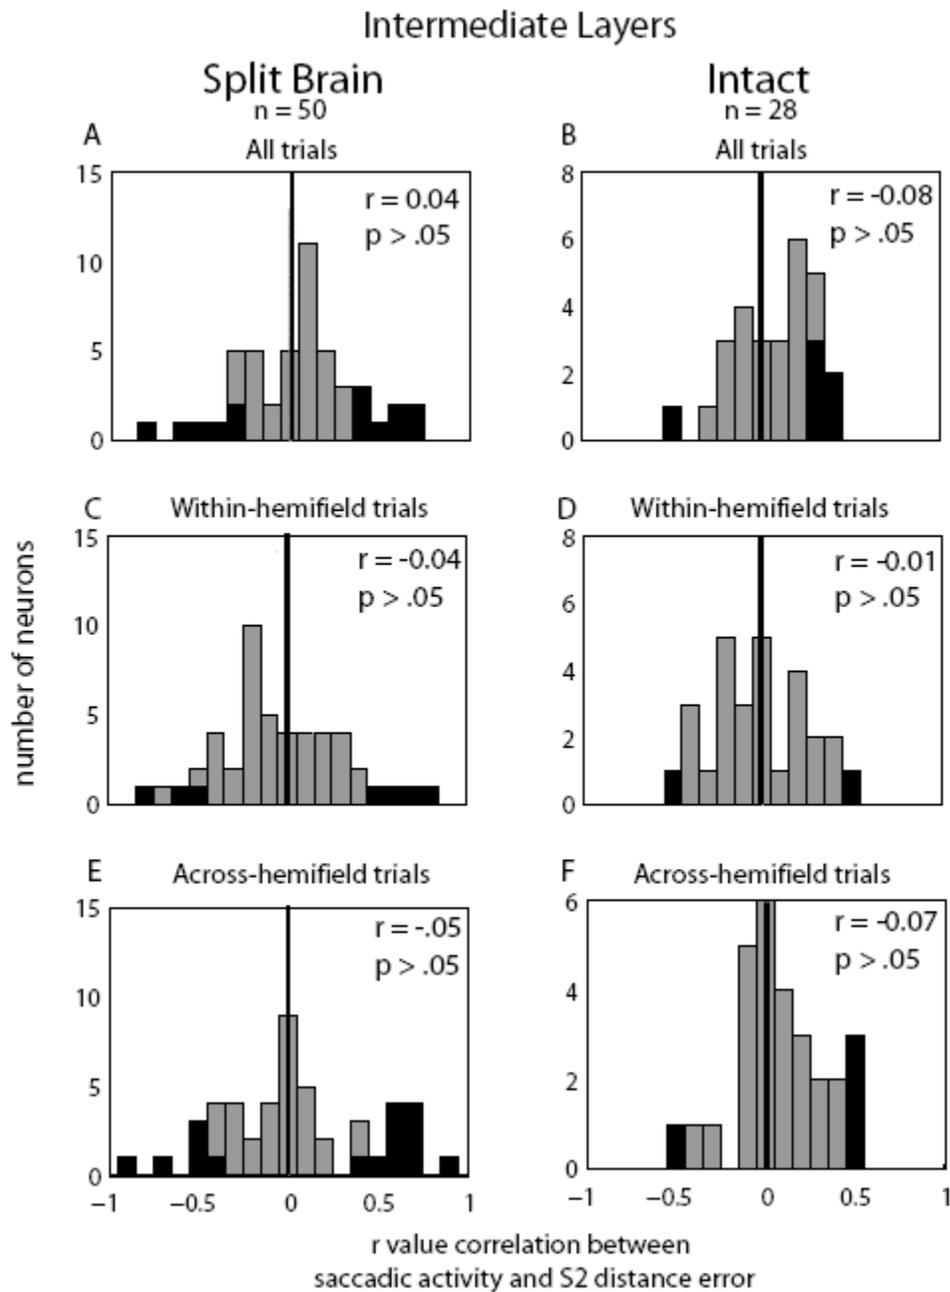 Intermediate Layers
Split Brain
n = 50
Intact
n = 28
A
All trials
B
All trials
15
10
5
0
r = 0.04
p > .05
8
6
4
2
0
r = -0.08
p > .05
C
Within-hemifield trials
D
Within-hemifield trials
15
10
5
0
r = -0.04
p > .05
8
6
4
2
0
r = -0.01
p > .05
number of neurons
E
Across-hemifield trials
F
Across-hemifield trials
15
10
5
0
r = -.05
p > .05
6
4
2
0
r = -0.07
p > .05
−1 −0.5 0 0.5 1
−1 −0.5 0 0.5 1
r value correlation between
saccadic activity and S2 distance error